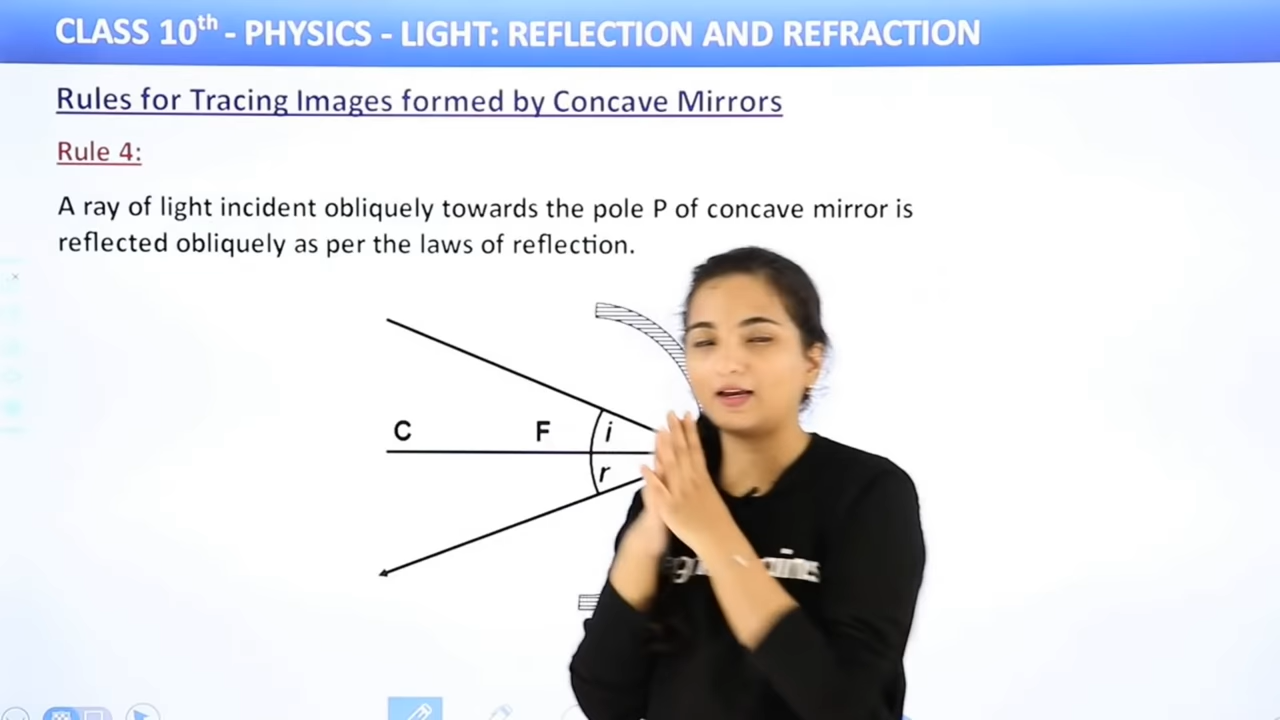 CLASS 10th - PHYSICS - LIGHT: REFLECTION AND REFRACTION
Rules for Tracing Images formed by Concave Mirrors
Rule 4:
A ray of light incident obliquely towards the pole P of concave mirror is
reflected obliquely as per the laws of reflection.
C F i
r